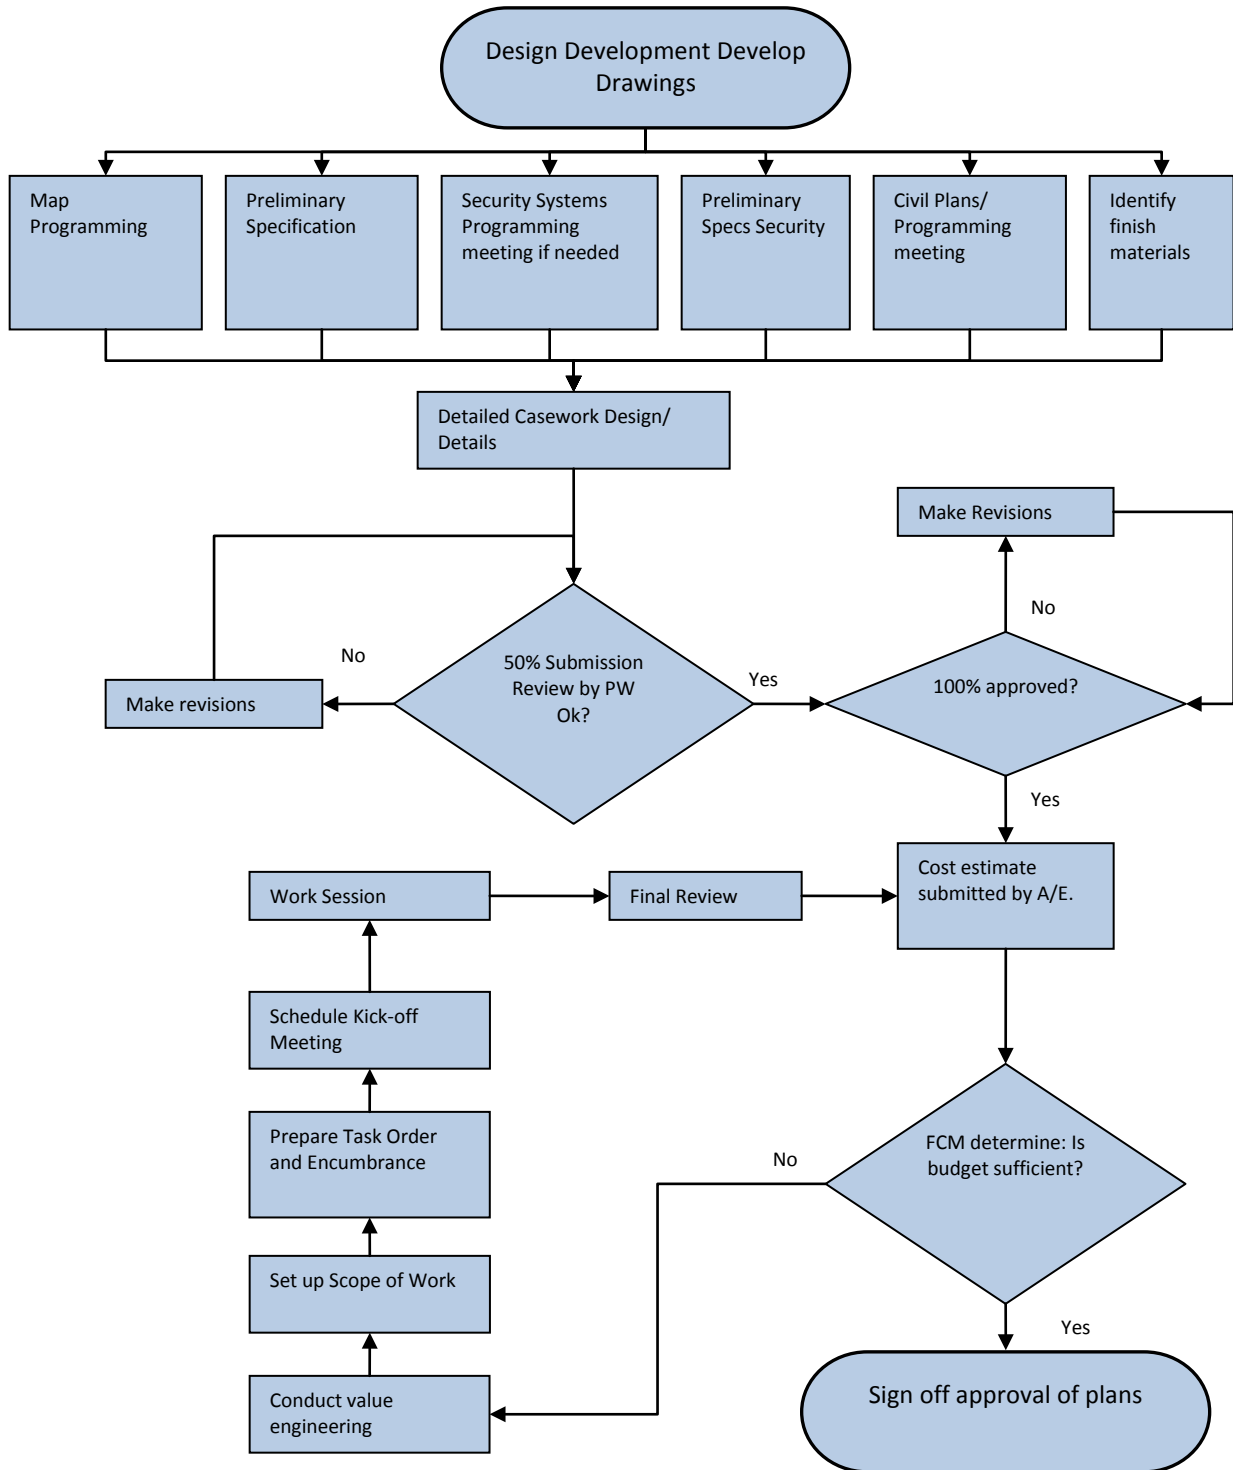 Design Development Develop
Drawings
Map
Programming
Preliminary
Specification
Security Systems
Programming
meeting if needed
Preliminary
Specs Security
Civil Plans/
Programming
meeting
Identify
finish
materials
Detailed Casework Design/
Details
Make Revisions
No
No
50% Submission
Review by PW
Ok?
Yes
100% approved?
Make revisions
Yes
Work Session
Final Review
Cost estimate
submitted by A/E.
Schedule Kick-off
Meeting
Prepare Task Order
and Encumbrance
No
FCM determine: Is
budget sufficient?
Set up Scope of Work
Yes
Conduct value
engineering
Sign off approval of plans